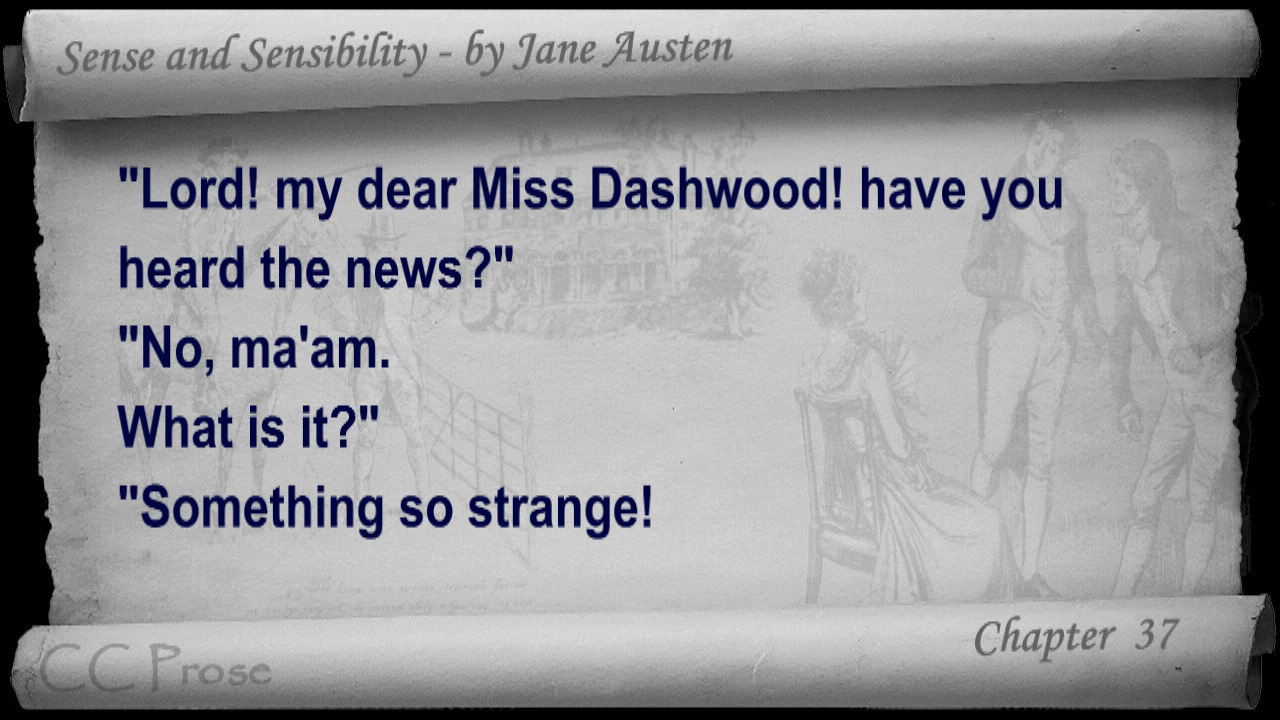 Sense and Sensibility - by Jane Austen
"Lord! my dear Miss Dashwood! have you
heard the news?"
"No, ma'am.
What is it?"
"Something so strange!
Chapter 37
CC Prose